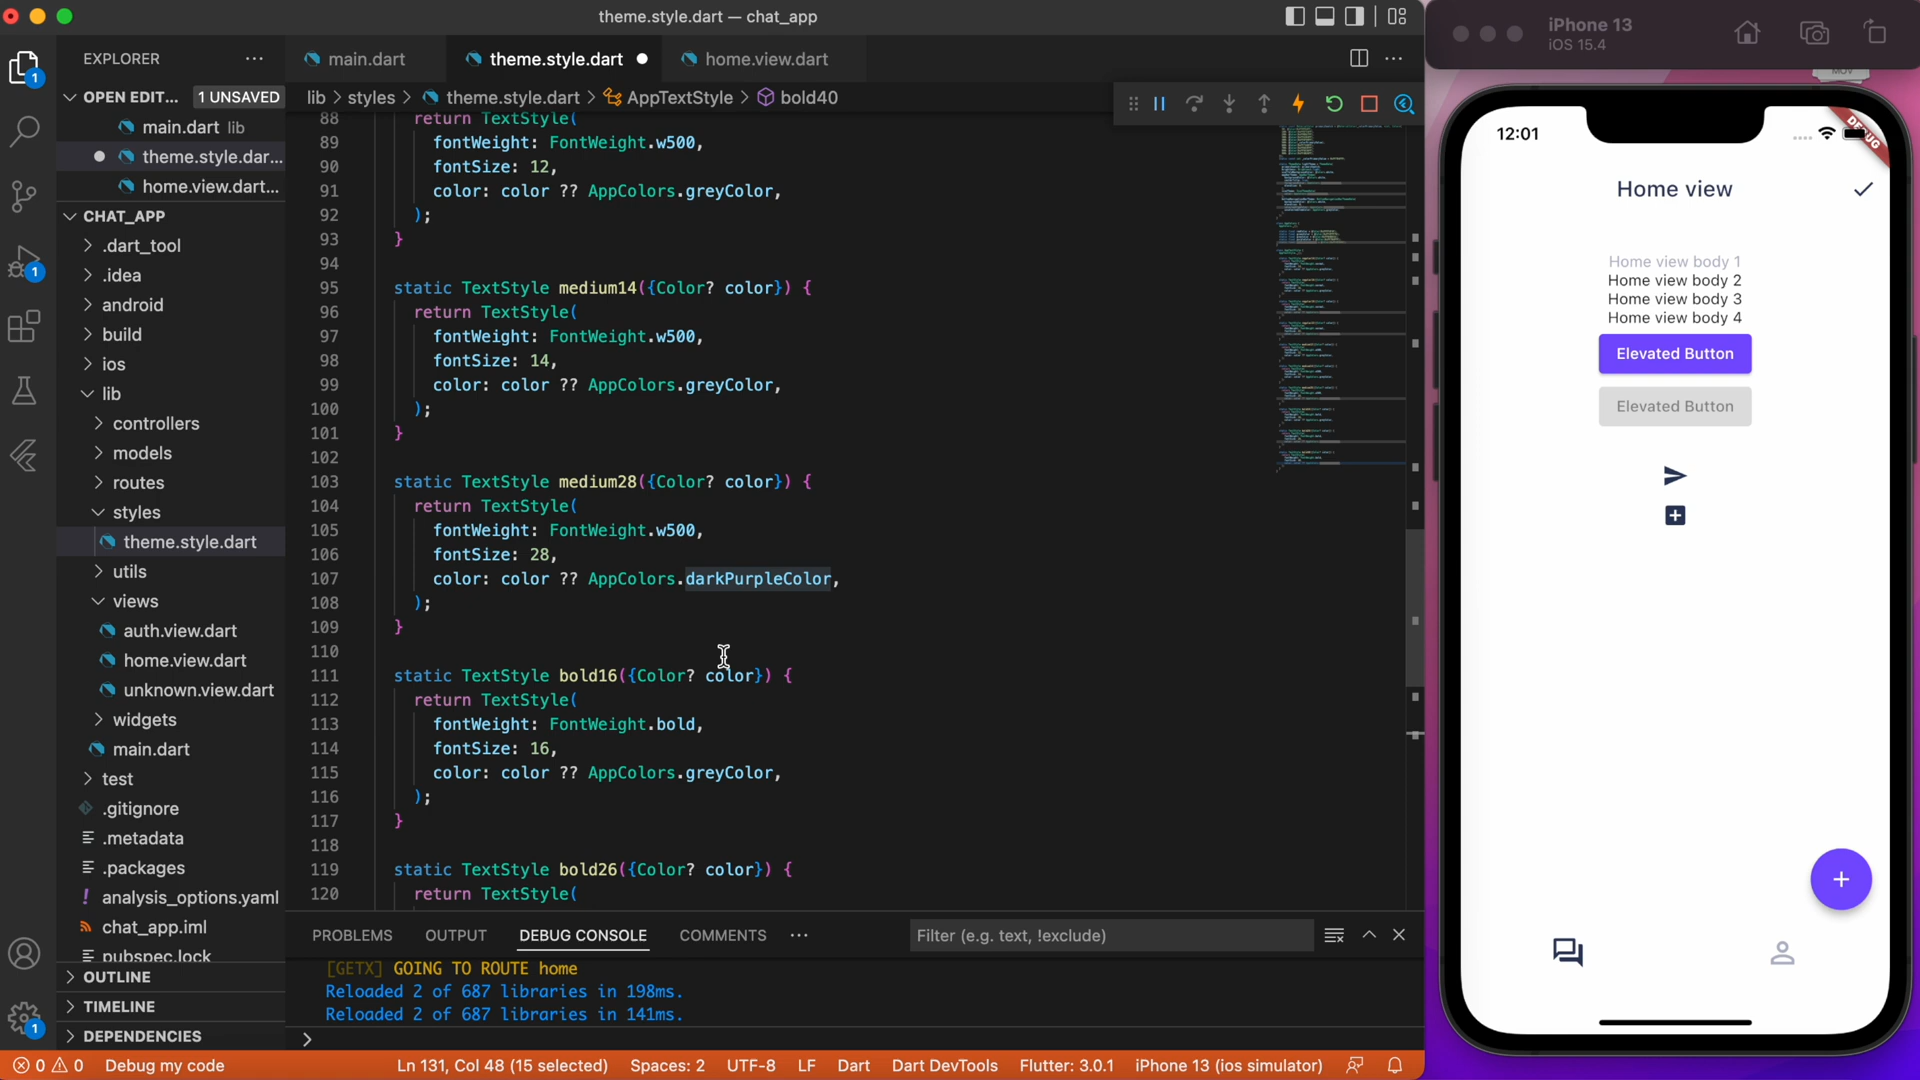 theme.style.dart — chat_app
EXPLORER
main.dart
theme.style.dart
home.view.dart
OPEN EDIT...
1 UNSAVED
lib > styles > theme.style.dart > AppTextStyle > bold40
main.dart lib
theme.style.dar...
home.view.dart...
CHAT_APP
.dart_tool
.idea
android
build
ios
lib
controllers
models
routes
styles
theme.style.dart
utils
views
auth.view.dart
home.view.dart
unknown.view.dart
widgets
main.dart
test
.gitignore
.metadata
.packages
analysis_options.yaml
chat_app.iml
pubspec.lock
OUTLINE
TIMELINE
DEPENDENCIES
88 return TextStyle(
89 fontWeight: FontWeight.w500,
90 fontSize: 12,
91 color: color ?? AppColors.greyColor,
92 );
93 }
94
95 static TextStyle medium14({Color? color}) {
96 return TextStyle(
97 fontWeight: FontWeight.w500,
98 fontSize: 14,
99 color: color ?? AppColors.greyColor,
100 );
101 }
102
103 static TextStyle medium28({Color? color}) {
104 return TextStyle(
105 fontWeight: FontWeight.w500,
106 fontSize: 28,
107 color: color ?? AppColors.darkPurpleColor,
108 );
109 }
110
111 static TextStyle bold16({Color? color}) {
112 return TextStyle(
113 fontWeight: FontWeight.bold,
114 fontSize: 16,
115 color: color ?? AppColors.greyColor,
116 );
117 }
118
119 static TextStyle bold26({Color? color}) {
120 return TextStyle(
PROBLEMS
OUTPUT
DEBUG CONSOLE
COMMENTS
Filter (e.g. text, !exclude)
[GETX] GOING TO ROUTE home
Reloaded 2 of 687 libraries in 198ms.
Reloaded 2 of 687 libraries in 141ms.
0 0 Debug my code
Ln 131, Col 48 (15 selected)
Spaces: 2
UTF-8
LF
Dart
Dart DevTools
Flutter: 3.0.1
iPhone 13 (ios simulator)
1
1
1
iPhone 13
iOS 15.4
MOV
12:01
DEBUG
Home view
Home view body 1
Home view body 2
Home view body 3
Home view body 4
Elevated Button
Elevated Button